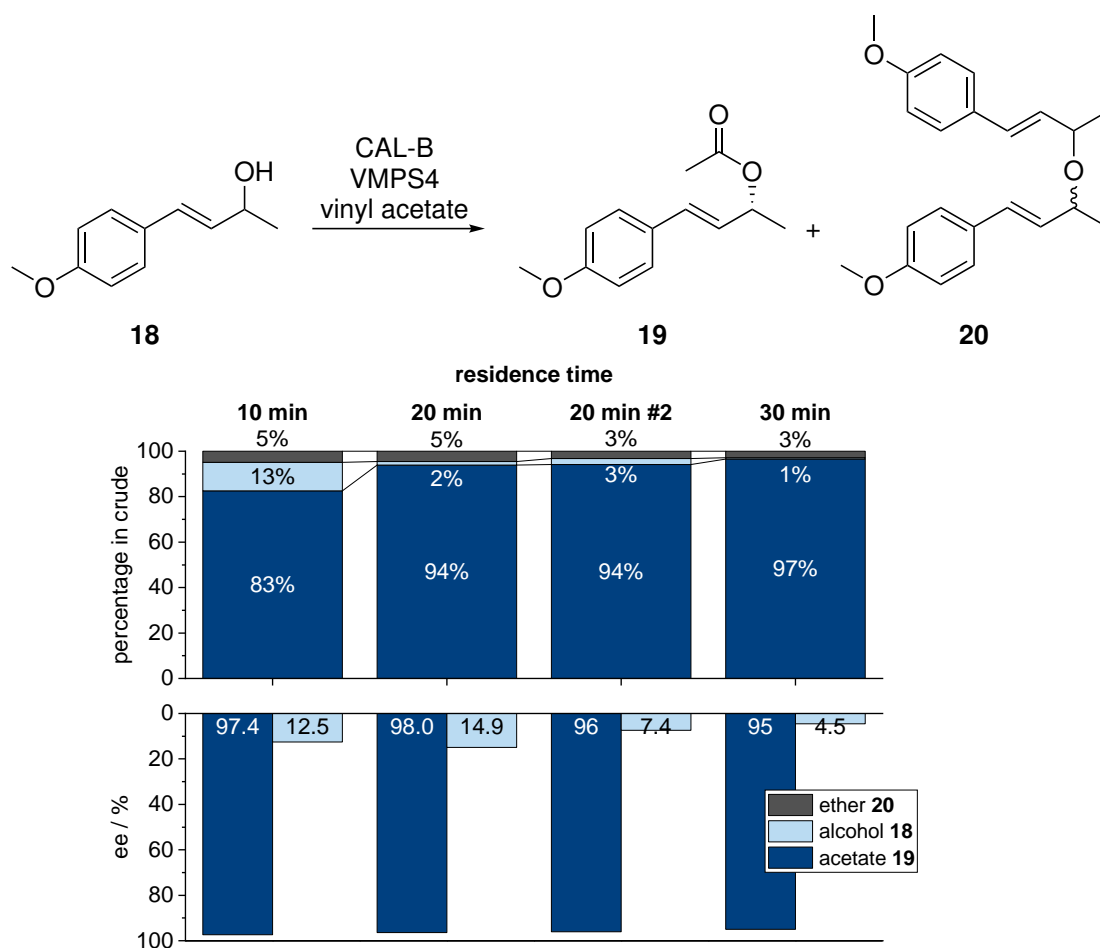 O
O
O
OH
CAL-B
VMPS4
vinyl acetate
O
O
+
O
O
O
18
19
20
residence time
10 min 20 min 20 min #2 30 min
5% 5% 3% 3%
13% 2% 3% 1%
83% 94% 94% 97%
percentage in crude
100
80
60
40
20
0
97.4 12.5 98.0 14.9 96 7.4 95 4.5
ee / %
0
20
40
60
80
100
ether 20
alcohol 18
acetate 19